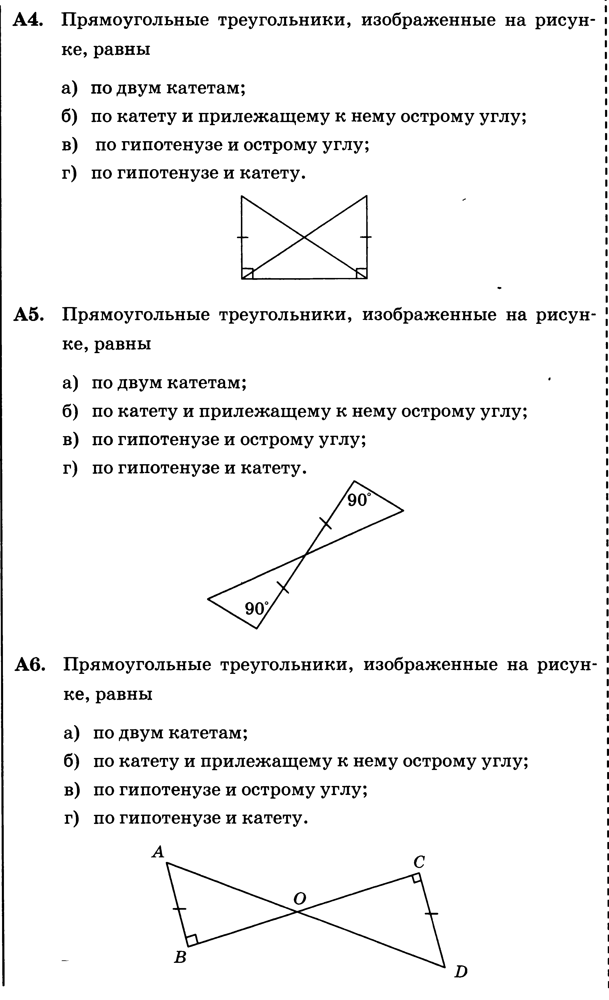 А4. Прямоугольные треугольники, изображенные на рисун-
ке, равны
а) по двум катетам;
б) по катету и прилежащему к нему острому углу;
в) по гипотенузе и острому углу;
г) по гипотенузе и катету.
А5. Прямоугольные треугольники, изображенные на рисун-
ке, равны
а) по двум катетам;
б) по катету и прилежащему к нему острому углу;
в) по гипотенузе и острому углу;
г) по гипотенузе и катету.
90°
90°
А6. Прямоугольные треугольники, изображенные на рисун-
ке, равны
а) по двум катетам;
б) по катету и прилежащему к нему острому углу;
в) по гипотенузе и острому углу;
г) по гипотенузе и катету.
A
C
O
B
D